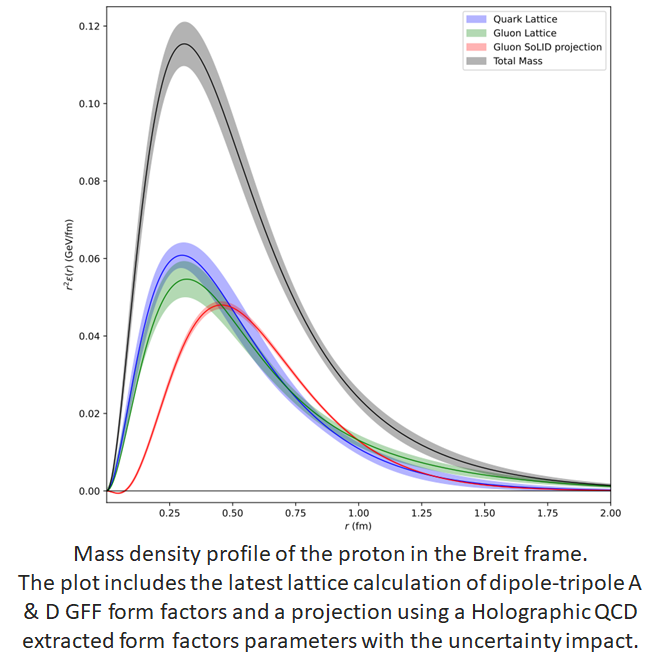 0.12
0.10
0.08
0.06
0.04
0.02
0.00
r²ε(r) (GeV/fm)
Quark Lattice
Gluon Lattice
Gluon SoLID projection
Total Mass
0.25 0.50 0.75 1.00 1.25 1.50 1.75 2.00
r (fm)
Mass density profile of the proton in the Breit frame.
The plot includes the latest lattice calculation of dipole-tripole A
& D GFF form factors and a projection using a Holographic QCD
extracted form factors parameters with the uncertainty impact.